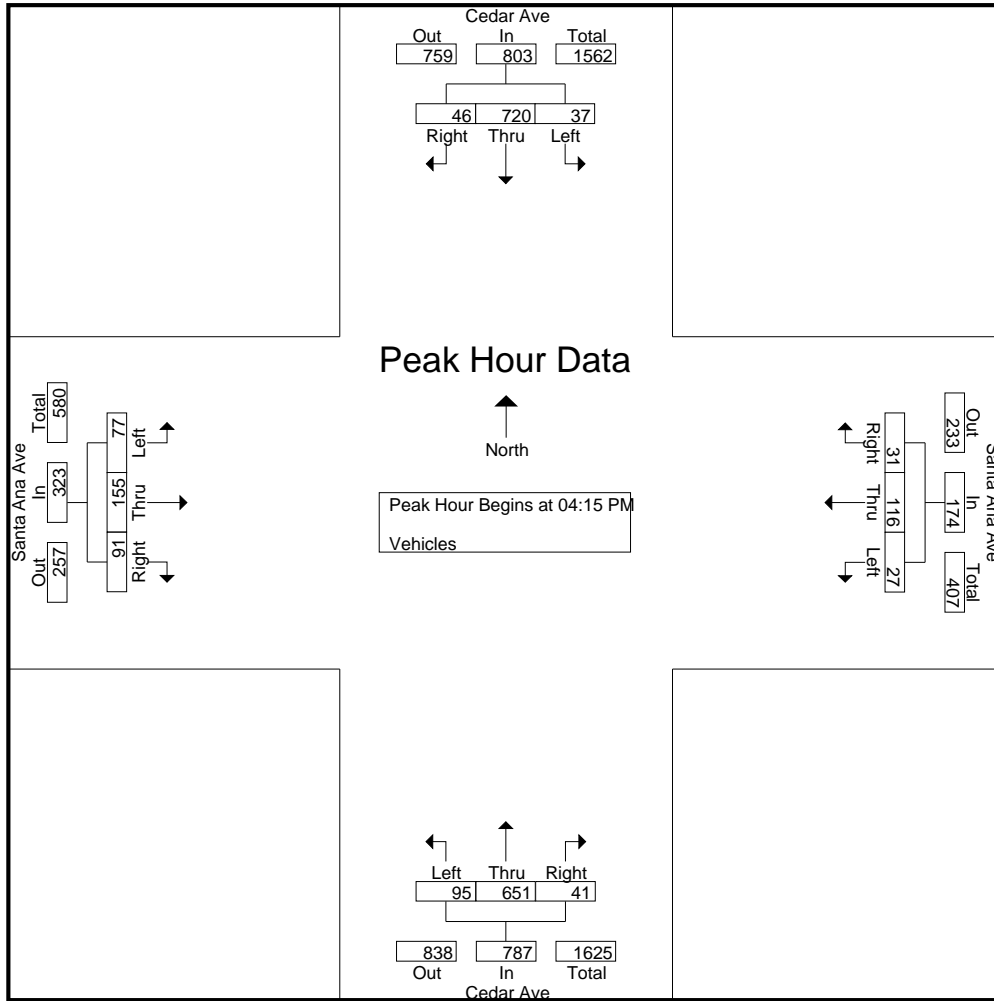 Cedar Ave
Out In Total
759 803 1562
46 720 37
Right Thru Left
Peak Hour Data
North
Peak Hour Begins at 04:15 PM
Vehicles
Santa Ana Ave
Total In Out
580 323 257
77 155 91
Left Thru Right
Santa Ana Ave
Out In Total
233 174 407
31 116 27
Right Thru Left
Left Thru Right
95 651 41
838 787 1625
Out In Total
Cedar Ave